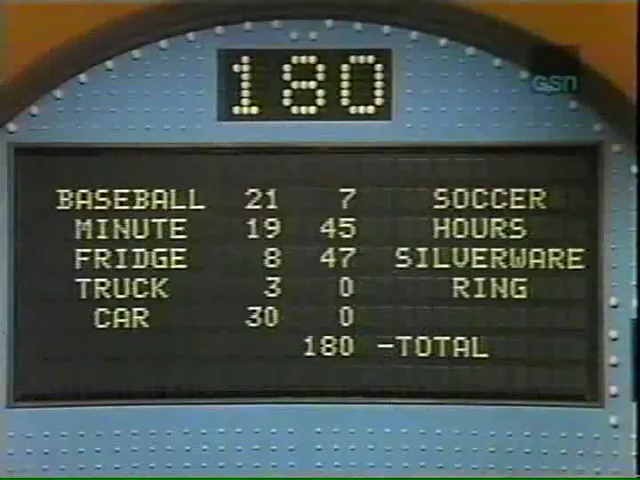 180
GSN
BASEBALL 21 7 SOCCER
MINUTE 19 45 HOURS
FRIDGE 8 47 SILVERWARE
TRUCK 3 0 RING
CAR 30 0
180 -TOTAL